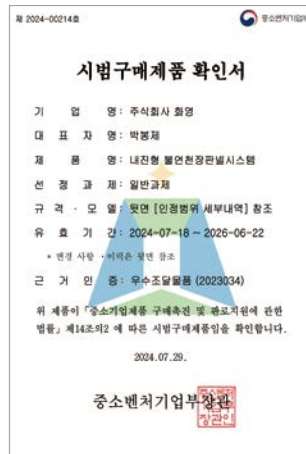 제 2024-00214호
중소벤처기업부
시범구매제품 확인서
기 업 명 : 주식회사 화영
대 표 자 명 : 박봉제
제 품 명 : 내진형 불연천장판넬시스템
선 정 과 제 : 일반과제
규 격 · 모 델 : 뒷면 [인정범위 세부내역] 참조
유 효 기 간 : 2024-07-18 ~ 2026-06-22
* 변경 사항 · 이력은 뒷면 참조
근 거 인 증 : 우수조달물품 (2023034)
위 제품이 「중소기업제품 구매촉진 및 판로지원에 관한
법률」 제14조의2 에 따른 시범구매제품임을 확인합니다.
2024.07.29.
중소벤처기업부장관